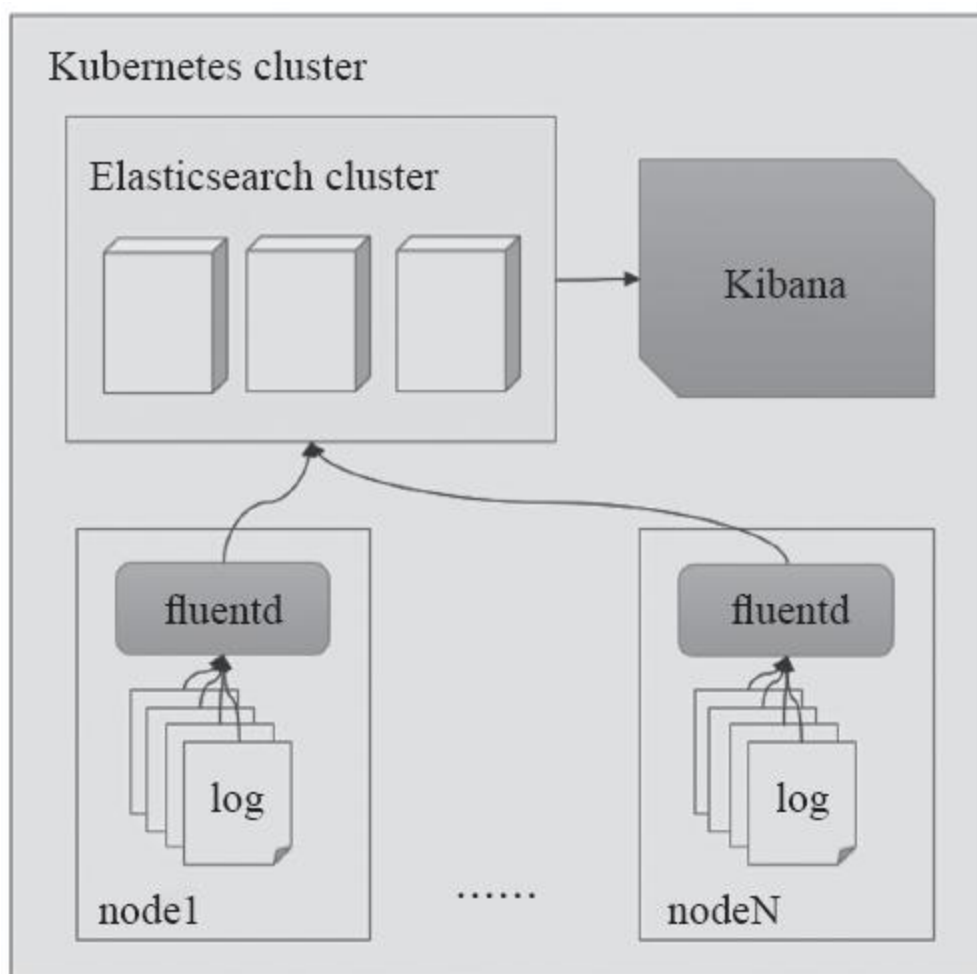 Kubernetes cluster
Elasticsearch cluster
Kibana
fluentd
fluentd
log
log
node1
......
nodeN